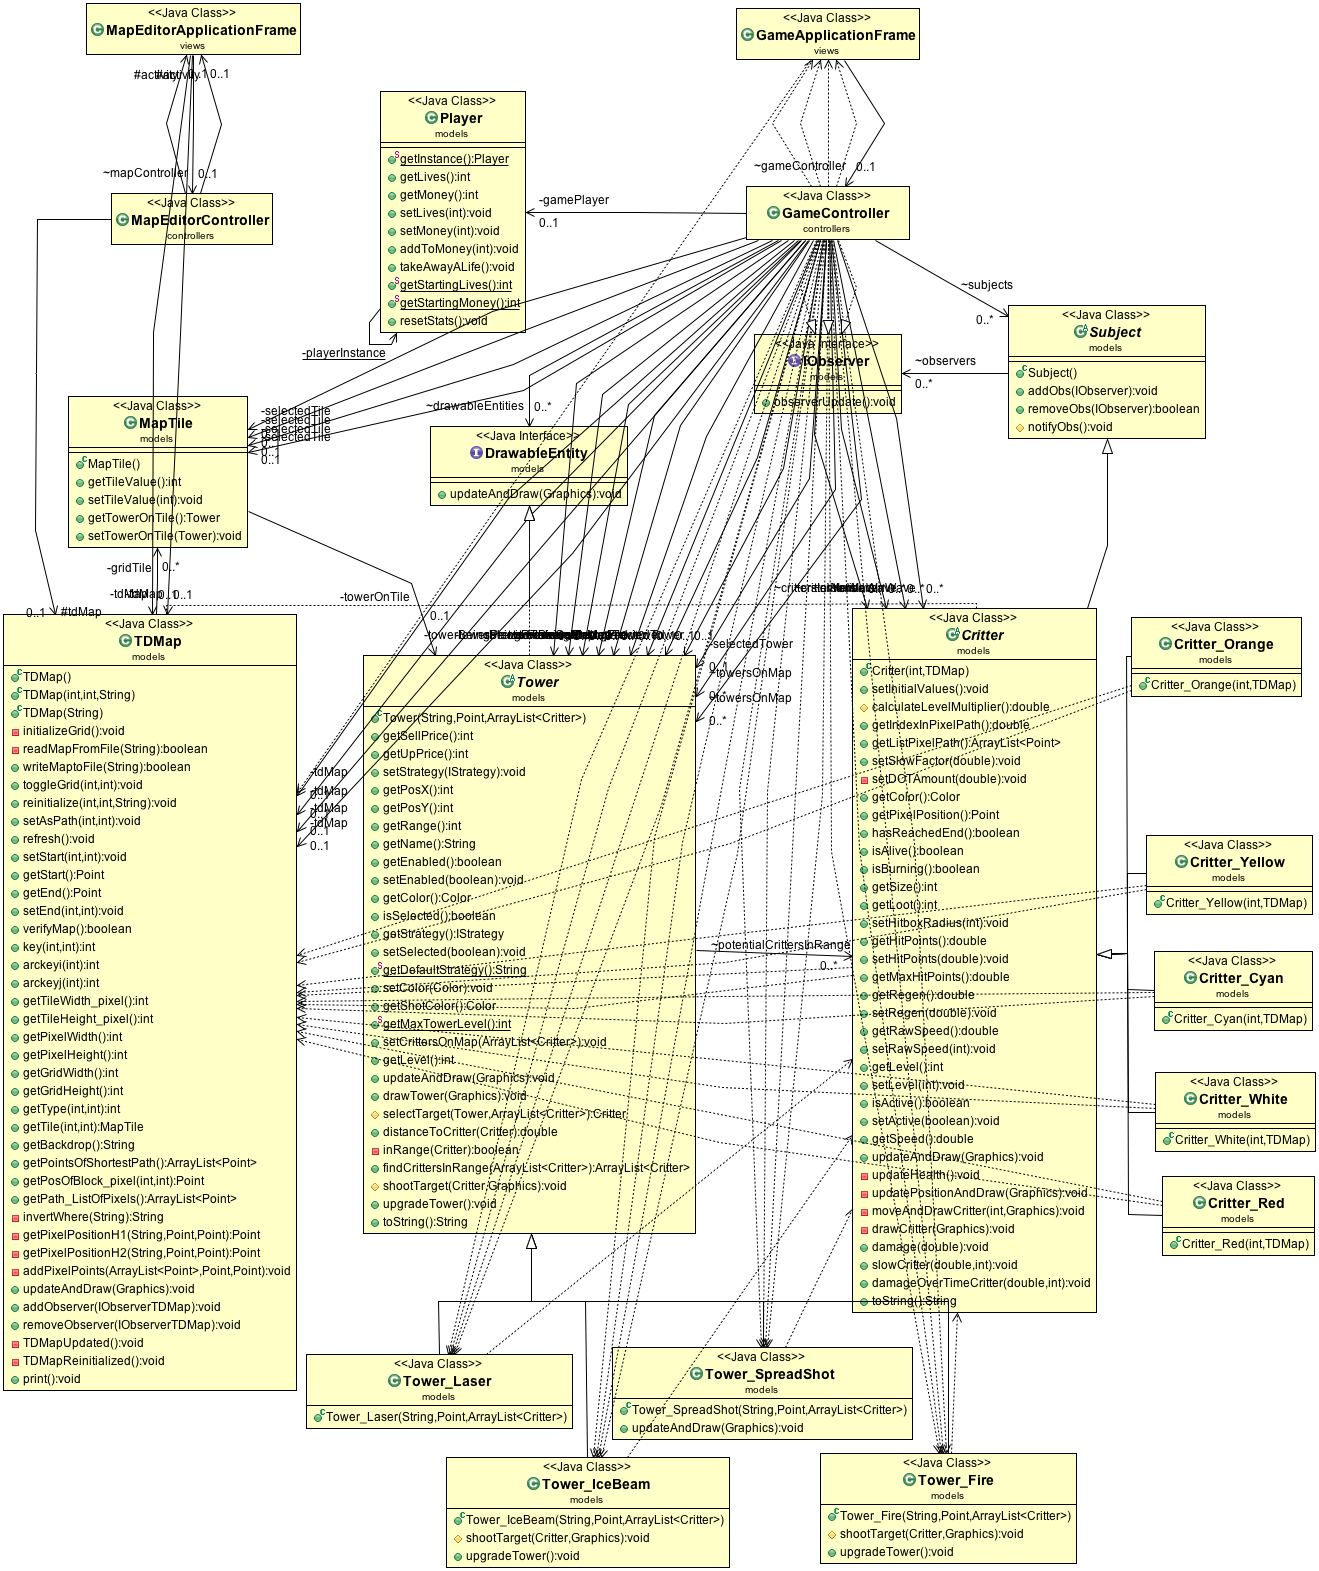 <<Java Class>>
MapEditorApplicationFrame
views
<<Java Class>>
GameApplicationFrame
views
0..1
~mapController
0..1
~gameController
0..1
<<Java Class>>
Player
models
getInstance():Player
getLives():int
getMoney():int
setLives(int):void
setMoney(int):void
addToMoney(int):void
takeAwayALife():void
getStartingLives():int
getStartingMoney():int
resetStats():void
-playerInstance
<<Java Class>>
MapEditorController
controllers
<<Java Class>>
GameController
controllers
-gamePlayer
0..1
~subjects
0..*
<<Java Class>>
Subject
models
Subject()
addObs(IObserver):void
removeObs(IObserver):boolean
notifyObs():void
<<Java Interface>>
IObserver
models
observerUpdate():void
~observers
0..*
<<Java Class>>
MapTile
models
MapTile()
getTileValue():int
setTileValue(int):void
getTowerOnTile():Tower
setTowerOnTile(Tower):void
-selectedTile
-selectedTile
-selectedTile
-selectedTile
0..1
0..1
~drawableEntities
0..*
<<Java Interface>>
DrawableEntity
models
updateAndDraw(Graphics):void
-gridTile
0..*
-towerOnTile
0..1
0..1
#tdMap
-selectedTower
0..1
~towersOnMap
0..*
~towersOnMap
0..*
0..*
<<Java Class>>
TDMap
models
TDMap()
TDMap(int,int,String)
TDMap(String)
initializeGrid():void
readMapFromFile(String):boolean
writeMaptoFile(String):boolean
toggleGrid(int,int):void
reinitialize(int,int,String):void
setAsPath(int,int):void
refresh():void
setStart(int,int):void
getStart():Point
getEnd():Point
setEnd(int,int):void
verifyMap():boolean
key(int,int):int
arckeyi(int):int
arckeyj(int):int
getTileWidth_pixel():int
getTileHeight_pixel():int
getPixelWidth():int
getPixelHeight():int
getGridWidth():int
getGridHeight():int
getType(int,int):int
getTile(int,int):MapTile
getBackdrop():String
getPointsOfShortestPath():ArrayList<Point>
getPosOfBlock_pixel(int,int):Point
getPath_ListOfPixels():ArrayList<Point>
invertWhere(String):String
getPixelPositionH1(String,Point,Point):Point
getPixelPositionH2(String,Point,Point):Point
addPixelPoints(ArrayList<Point>,Point,Point):void
updateAndDraw(Graphics):void
addObserver(IObserverTDMap):void
removeObserver(IObserverTDMap):void
TDMapUpdated():void
TDMapReinitialized():void
print():void
-tdMap
-tdMap
-tdMap
-tdMap
0..1
0..1
<<Java Class>>
Tower
models
Tower(String,Point,ArrayList<Critter>)
getSellPrice():int
getUpPrice():int
setStrategy(IStrategy):void
getPosX():int
getPosY():int
getRange():int
getName():String
getEnabled():boolean
setEnabled(boolean):void
getColor():Color
isSelected():boolean
getStrategy():IStrategy
setSelected(boolean):void
getDefaultStrategy():String
setColor(Color):void
getShotColor():Color
getMaxTowerLevel():int
setCrittersOnMap(ArrayList<Critter>):void
getLevel():int
updateAndDraw(Graphics):void
drawTower(Graphics):void
selectTarget(Tower,ArrayList<Critter>):Critter
distanceToCritter(Critter):double
inRange(Critter):boolean
findCrittersInRange(ArrayList<Critter>):ArrayList<Critter>
shootTarget(Critter,Graphics):void
upgradeTower():void
toString():String
~potentialCrittersInRange
0..*
<<Java Class>>
Critter
models
Critter(int,TDMap)
setInitialValues():void
calculateLevelMultiplier():double
getIndexInPixelPath():double
getListPixelPath():ArrayList<Point>
setSlowFactor(double):void
setDOTAmount(double):void
getColor():Color
getPixelPosition():Point
hasReachedEnd():boolean
isAlive():boolean
isBurning():boolean
getSize():int
getLoot():int
setHitboxRadius(int):void
getHitPoints():double
setHitPoints(double):void
getMaxHitPoints():double
getRegen():double
setRegen(double):void
getRawSpeed():double
setRawSpeed(int):void
getLevel():int
setLevel(int):void
isActive():boolean
setActive(boolean):void
getSpeed():double
updateAndDraw(Graphics):void
updateHealth():void
updatePositionAndDraw(Graphics):void
moveAndDrawCritter(int,Graphics):void
drawCritter(Graphics):void
damage(double):void
slowCritter(double,int):void
damageOverTimeCritter(double,int):void
toString():String
<<Java Class>>
Critter_Orange
models
Critter_Orange(int,TDMap)
<<Java Class>>
Critter_Yellow
models
Critter_Yellow(int,TDMap)
<<Java Class>>
Critter_Cyan
models
Critter_Cyan(int,TDMap)
<<Java Class>>
Critter_White
models
Critter_White(int,TDMap)
<<Java Class>>
Critter_Red
models
Critter_Red(int,TDMap)
<<Java Class>>
Tower_Laser
models
Tower_Laser(String,Point,ArrayList<Critter>)
<<Java Class>>
Tower_SpreadShot
models
Tower_SpreadShot(String,Point,ArrayList<Critter>)
updateAndDraw(Graphics):void
<<Java Class>>
Tower_IceBeam
models
Tower_IceBeam(String,Point,ArrayList<Critter>)
shootTarget(Critter,Graphics):void
upgradeTower():void
<<Java Class>>
Tower_Fire
models
Tower_Fire(String,Point,ArrayList<Critter>)
shootTarget(Critter,Graphics):void
upgradeTower():void